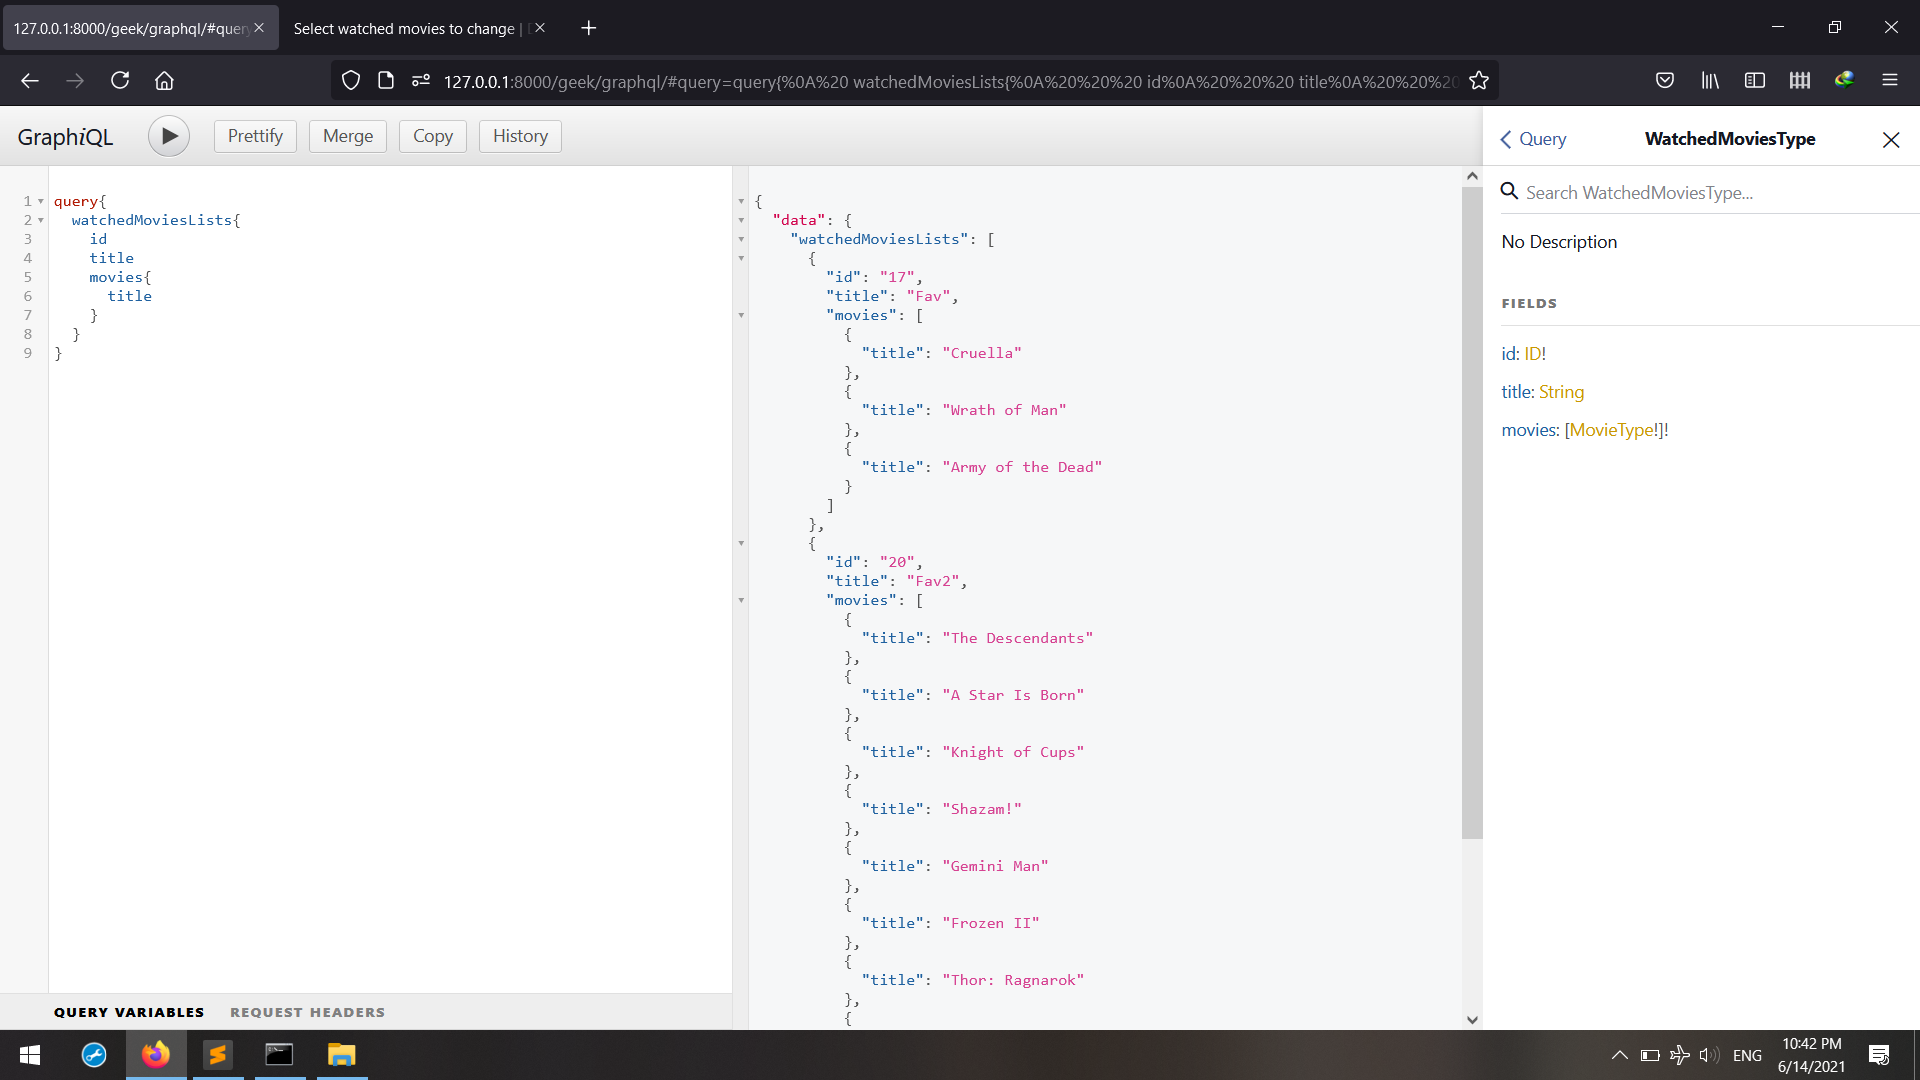 127.0.0.1:8000/geek/graphql/#query
Select watched movies to change |
127.0.0.1:8000/geek/graphql/#query=query{%0A%20 watchedMoviesLists{%0A%20%20%20 id%0A%20%20%20 title%0A%20%20%20
GraphiQL
Prettify
Merge
Copy
History
Query
WatchedMoviesType
Search WatchedMoviesType...
No Description
FIELDS
id: ID!
title: String
movies: [MovieType!]!
1 query{
2 watchedMoviesLists{
3 id
4 title
5 movies{
6 title
7 }
8 }
9 }
{
"data": {
"watchedMoviesLists": [
{
"id": "17",
"title": "Fav",
"movies": [
{
"title": "Cruella"
},
{
"title": "Wrath of Man"
},
{
"title": "Army of the Dead"
}
]
},
{
"id": "20",
"title": "Fav2",
"movies": [
{
"title": "The Descendants"
},
{
"title": "A Star Is Born"
},
{
"title": "Knight of Cups"
},
{
"title": "Shazam!"
},
{
"title": "Gemini Man"
},
{
"title": "Frozen II"
},
{
"title": "Thor: Ragnarok"
},
{
QUERY VARIABLES
REQUEST HEADERS
ENG
10:42 PM
6/14/2021